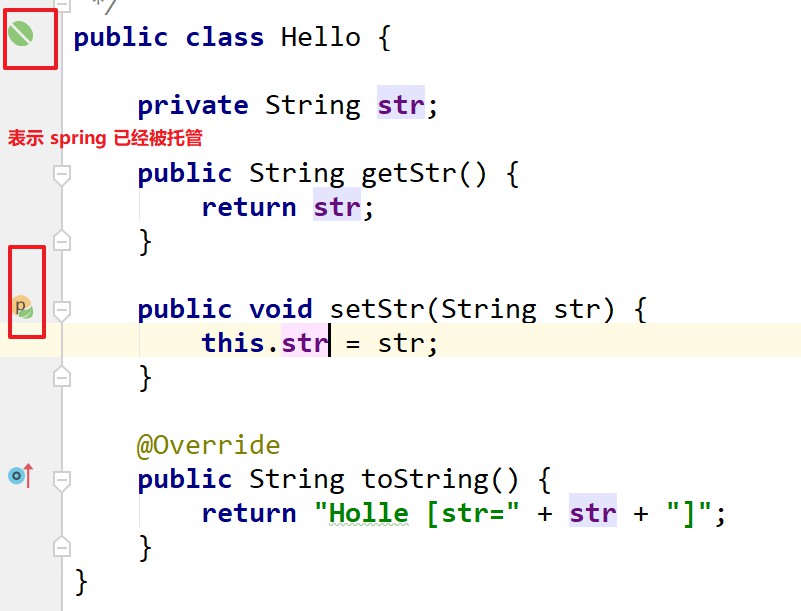 */
public class Hello {
private String str;
表示 spring 已经被托管
public String getStr() {
return str;
}
p
public void setStr(String str) {
this.str = str;
}
@Override
o
public String toString() {
return "Holle [str=" + str + "]";
}
}